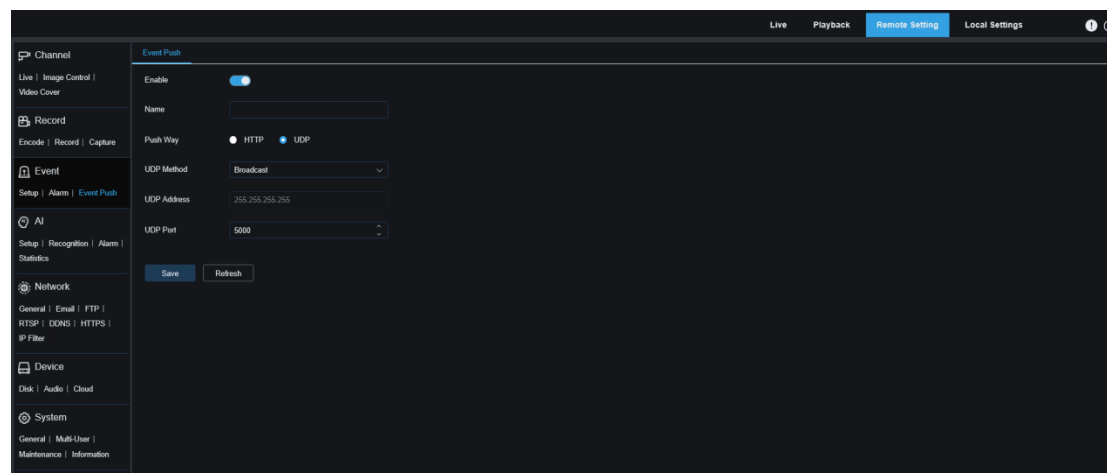 Live Playback Remote Setting Local Settings
Channel
Live | Image Control |
Video Cover
Record
Encode | Record | Capture
Event
Setup | Alarm | Event Push
AI
Setup | Recognition | Alarm |
Statistics
Network
General | Email | FTP |
RTSP | DDNS | HTTPS |
IP Filter
Device
Disk | Audio | Cloud
System
General | Multi-User |
Maintenance | Information
Event Push
Enable
Name
Push Way HTTP UDP
UDP Method Broadcast
UDP Address 255.255.255.255
UDP Port 5000
Save Refresh